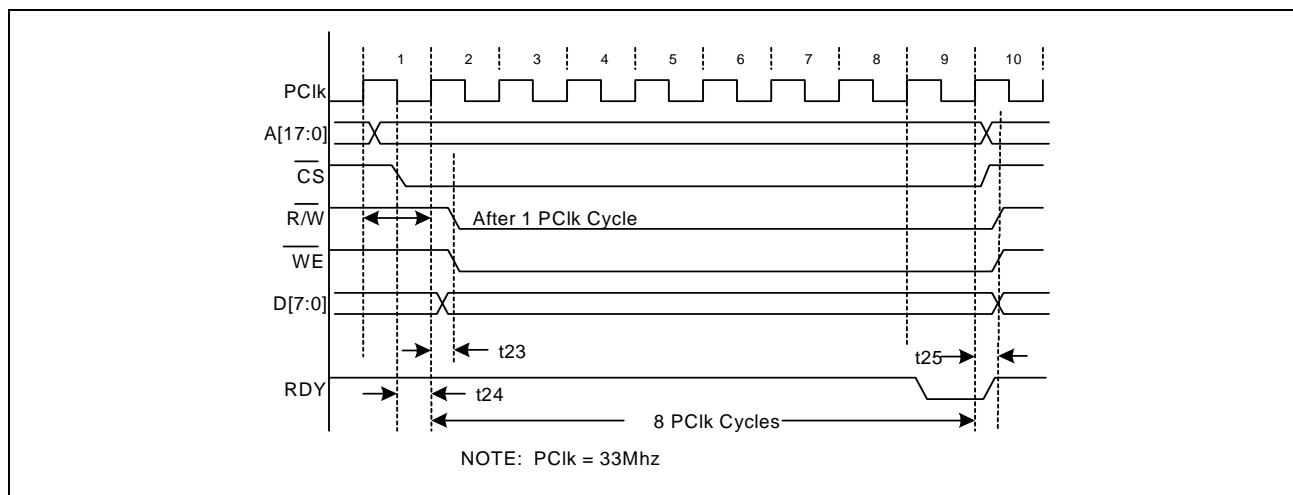 1 2 3 4 5 6 7 8 9 10
PClk
A[17:0]
CS
R/W After 1 PClk Cycle
WE
D[7:0]
t23 t25
RDY t24
8 PClk Cycles
NOTE: PClk = 33Mhz